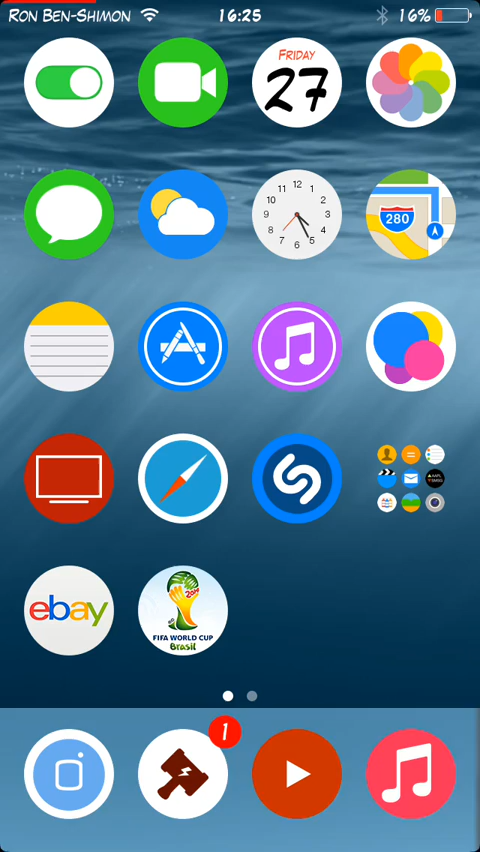 RON BEN-SHIMON 16:25 16%
FRIDAY
27
12
11 1
10 2
9 3
8 4
7 5
6
280
ebay
2014
FIFA WORLD CUP
Brasil
1